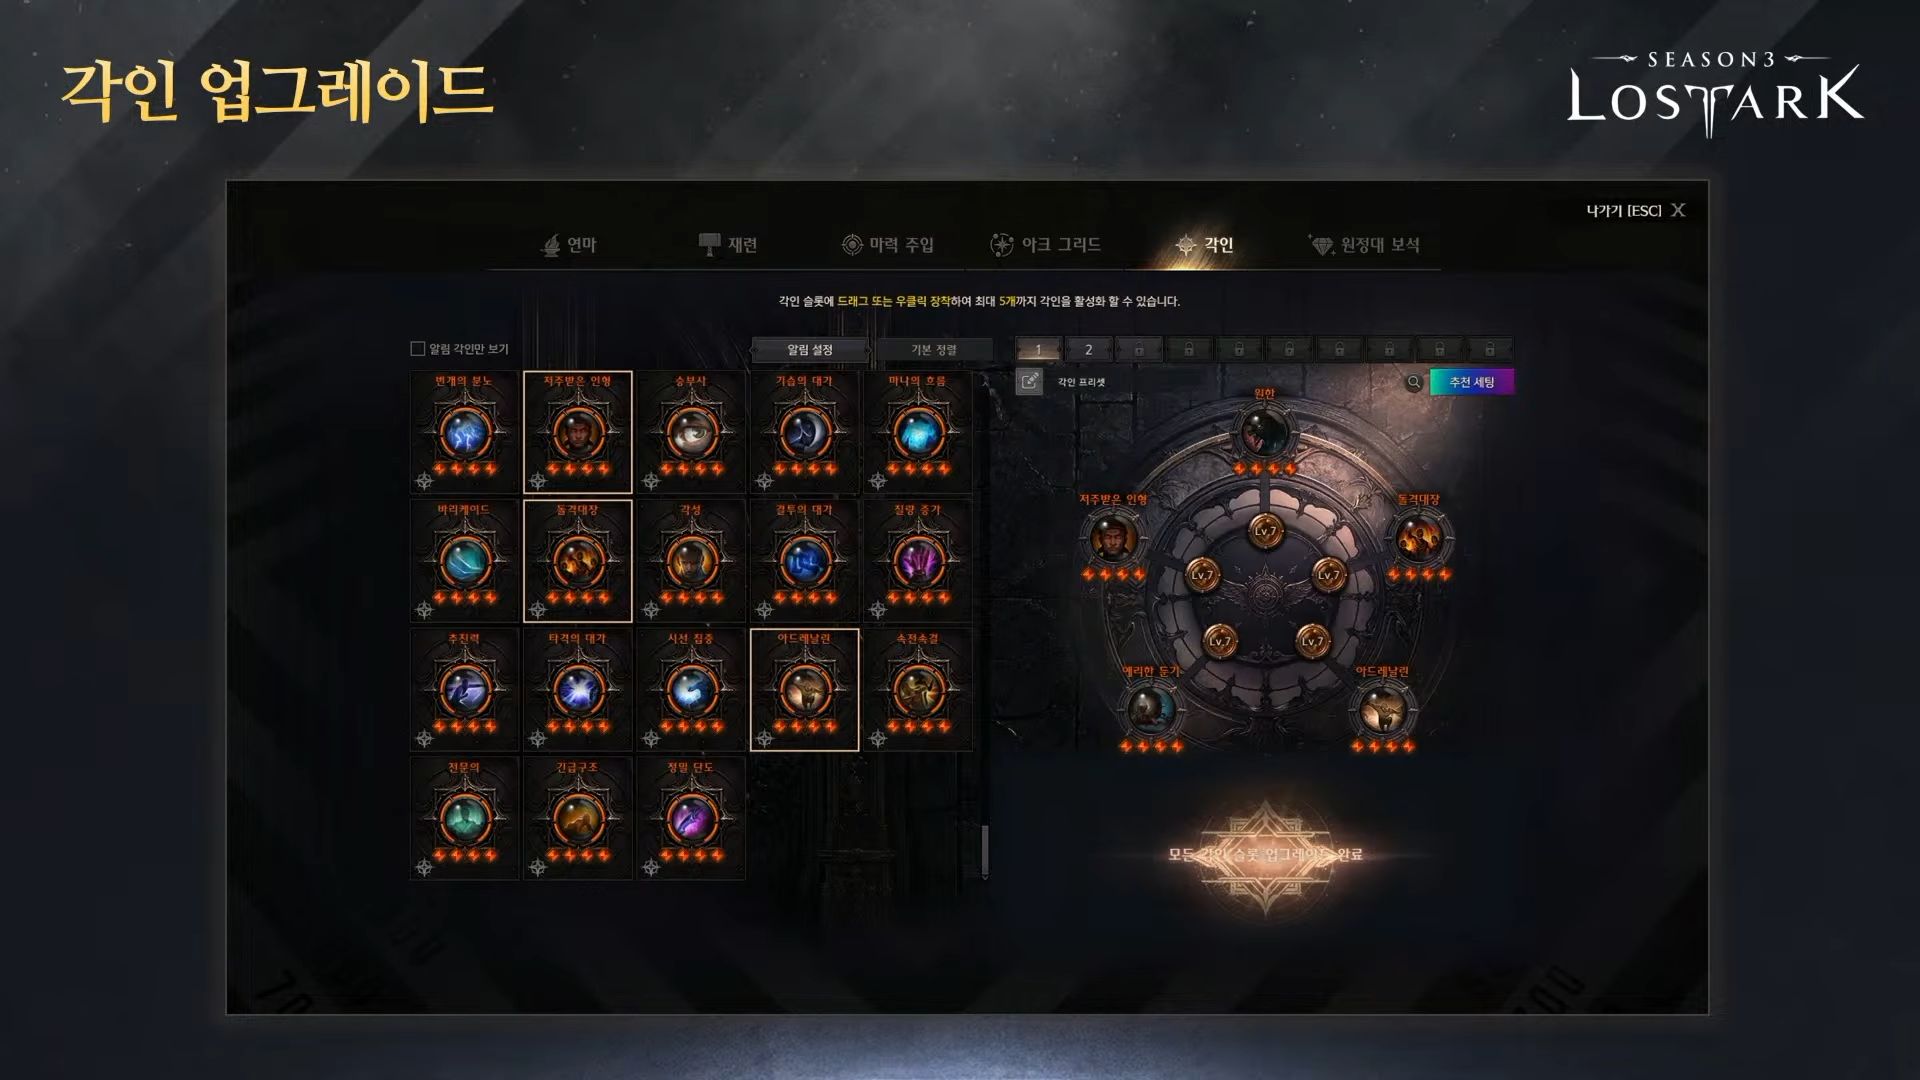 각인 업그레이드
SEASON3
LOSTARK
나가기 [ESC] X
연마 재련 마력 주입 아크 그리드 각인 원정대 보석
각인 슬롯에 드래그 또는 우클릭 장착하여 최대 5개까지 각인을 활성화 할 수 있습니다.
알림 각인만 보기 알림 설정 기본 정렬
1 2
각인 프리셋 추천 세팅
번개의 분노 저주받은 인형 승부사 기습의 대가 마나의 흐름
바리케이드 돌격대장 각성 결투의 대가 질량 증가
추진력 타격의 대가 시선 집중 아드레날린 속전속결
전문의 긴급구조 정밀 단도
원한
저주받은 인형 돌격대장
Lv.7
Lv.7 Lv.7
Lv.7 Lv.7
예리한 둔기 아드레날린
모든 각인 슬롯 업그레이드 완료